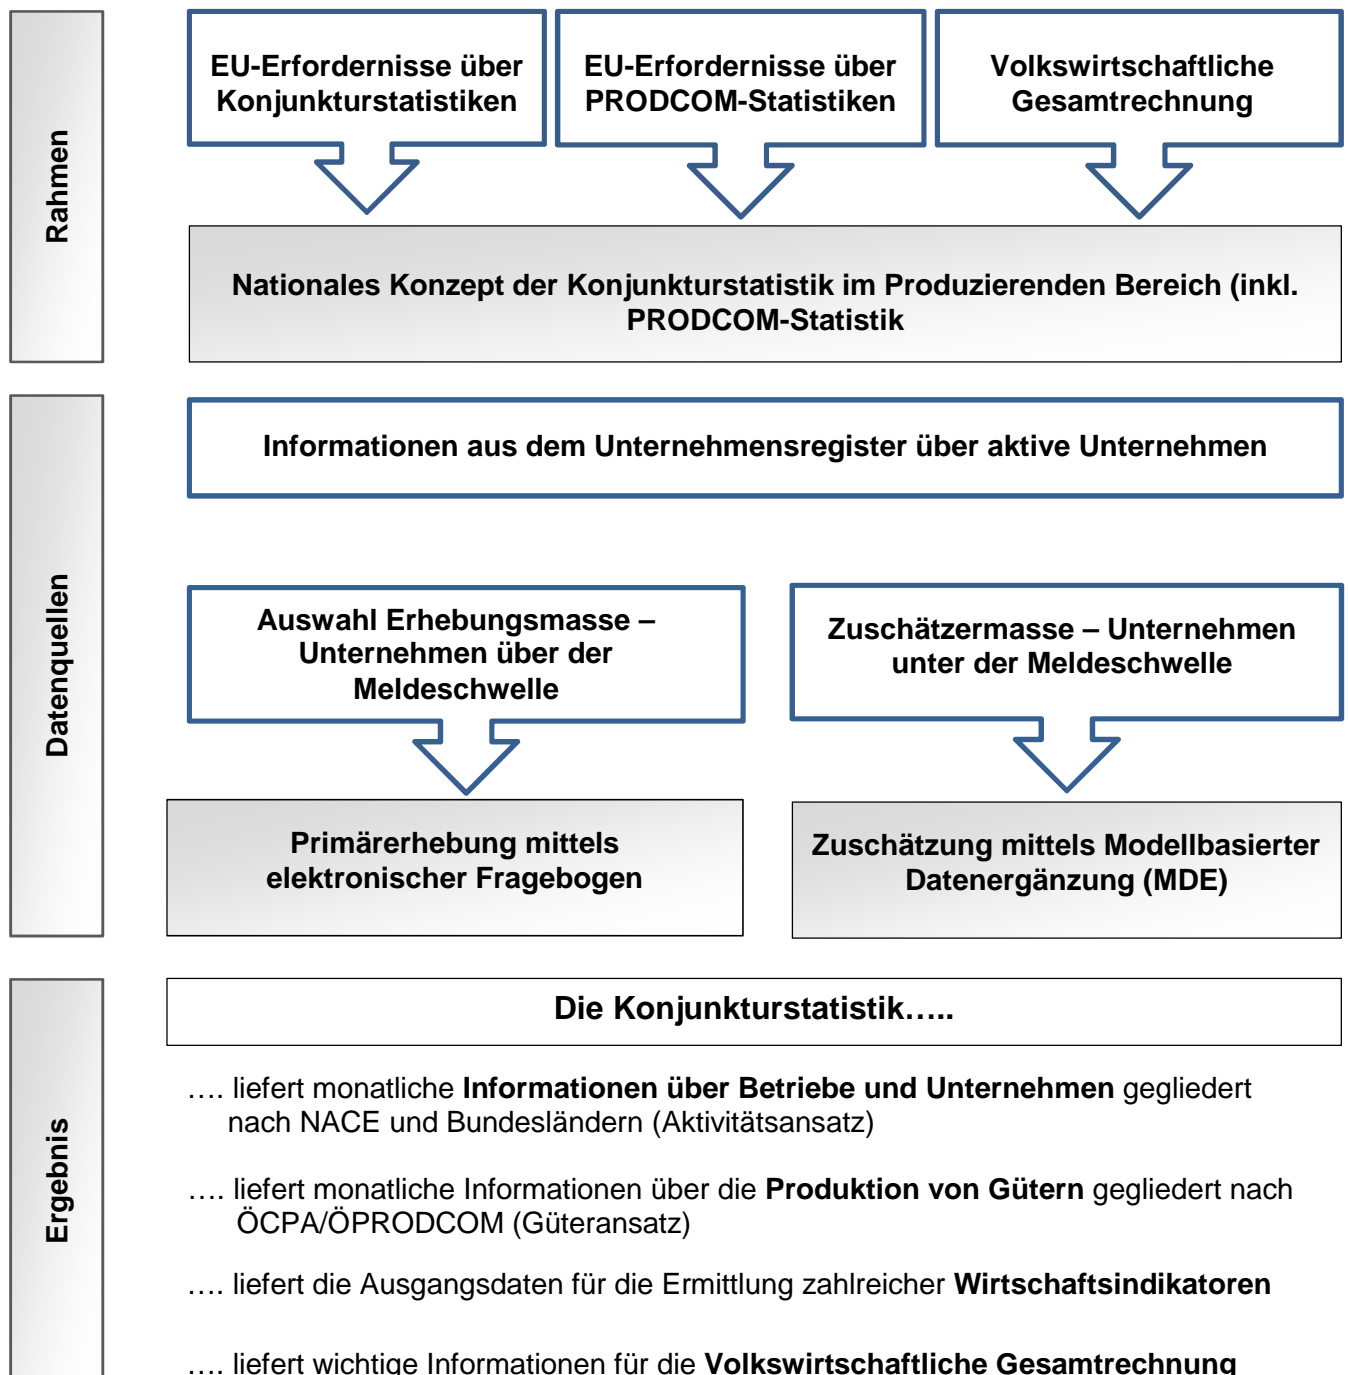 Rahmen
EU-Erfordernisse über
Konjunkturstatistiken
EU-Erfordernisse über
PRODCOM-Statistiken
Volkswirtschaftliche
Gesamtrechnung
Nationales Konzept der Konjunkturstatistik im Produzierenden Bereich (inkl.
PRODCOM-Statistik
Datenquellen
Informationen aus dem Unternehmensregister über aktive Unternehmen
Auswahl Erhebungsmasse –
Unternehmen über der
Meldeschwelle
Zuschätzermasse – Unternehmen
unter der Meldeschwelle
Primärerhebung mittels
elektronischer Fragebogen
Zuschätzung mittels Modellbasierter
Datenergänzung (MDE)
Ergebnis
Die Konjunkturstatistik…..
…. liefert monatliche Informationen über Betriebe und Unternehmen gegliedert
nach NACE und Bundesländern (Aktivitätsansatz)
…. liefert monatliche Informationen über die Produktion von Gütern gegliedert nach
ÖCPA/ÖPRODCOM (Güteransatz)
…. liefert die Ausgangsdaten für die Ermittlung zahlreicher Wirtschaftsindikatoren
…. liefert wichtige Informationen für die Volkswirtschaftliche Gesamtrechnung